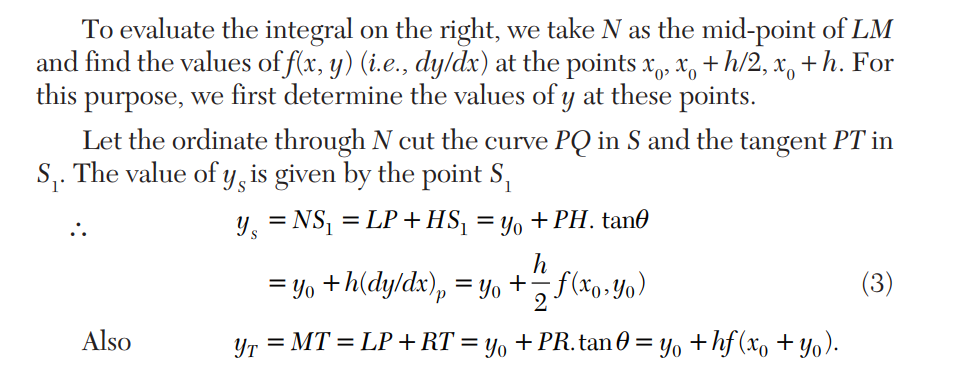 To evaluate the integral on the right, we take N as the mid-point of LM
and find the values of f(x, y) (i.e., dy/dx) at the points x₀, x₀ + h/2, x₀ + h. For
this purpose, we first determine the values of y at these points.
Let the ordinate through N cut the curve PQ in S and the tangent PT in
S₁. The value of yₛ is given by the point S₁
∴ yₛ = NS₁ = LP + HS₁ = y₀ + PH. tanθ
= y₀ + h(dy/dx)ₚ = y₀ + h/2 f(x₀,y₀) (3)
Also y_T = MT = LP + RT = y₀ + PR.tanθ = y₀ + hf(x₀ + y₀).